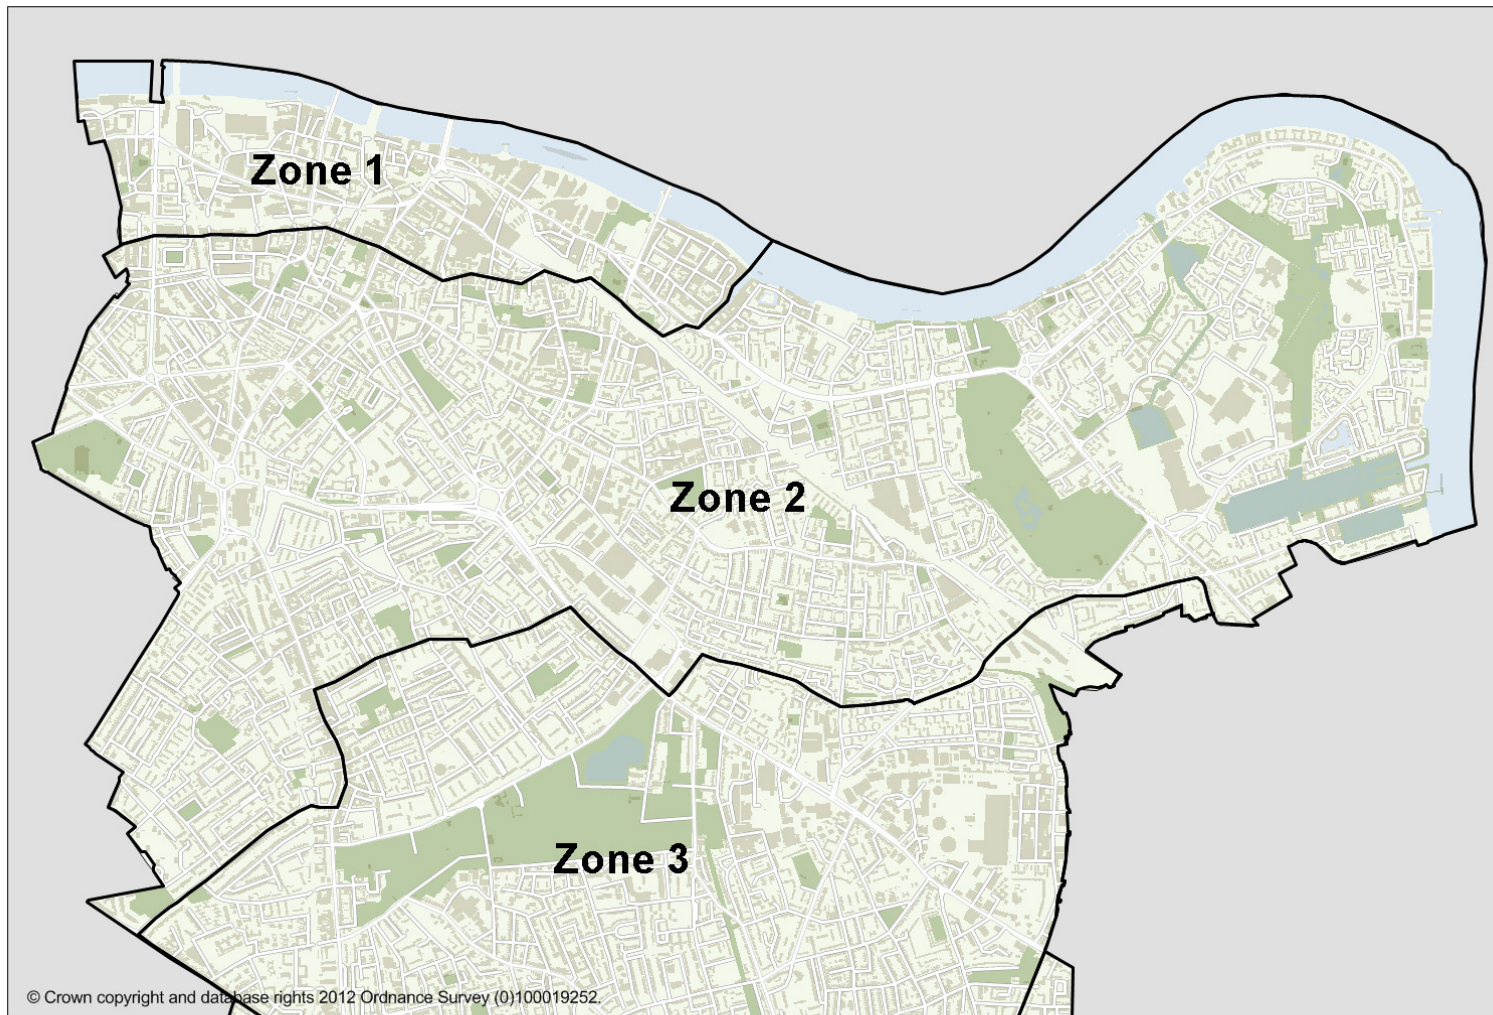 Zone 1
Zone 2
Zone 3
© Crown copyright and database rights 2012 Ordnance Survey (0)100019252.